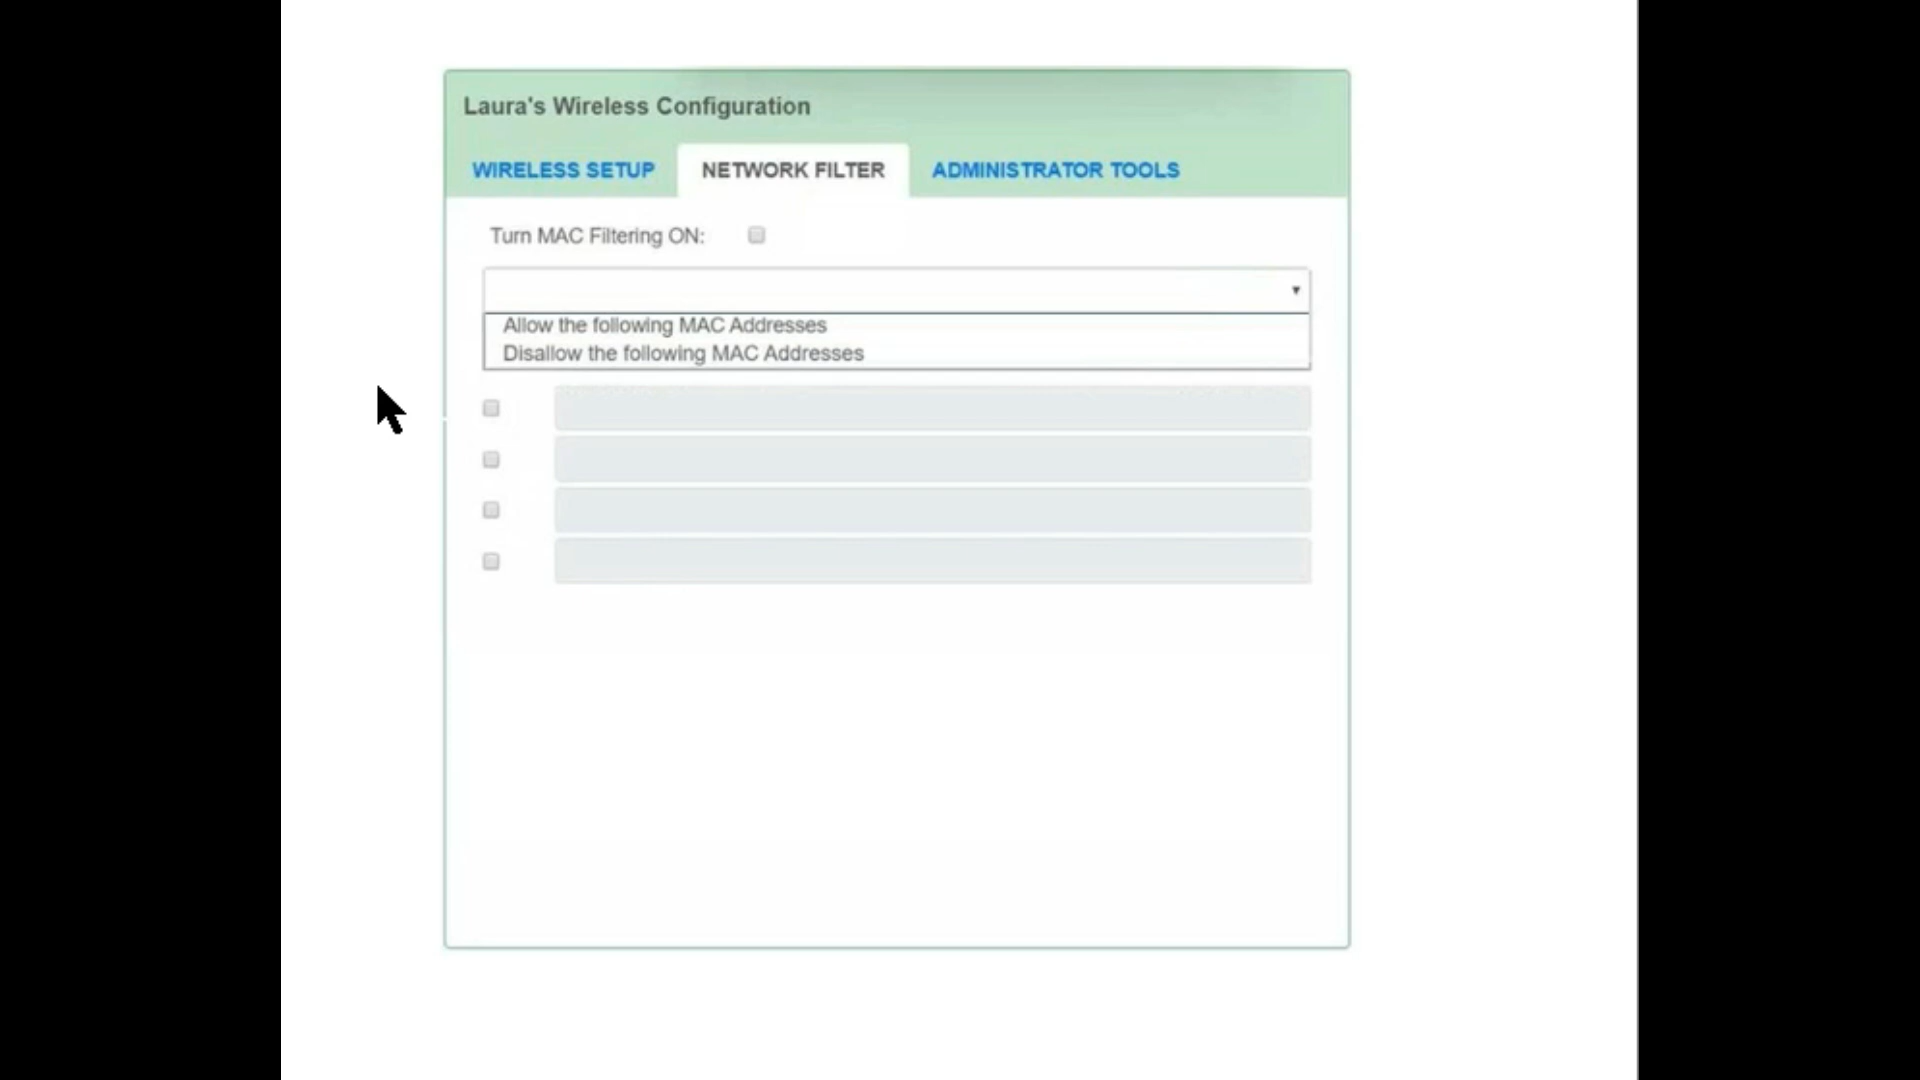 Laura's Wireless Configuration
WIRELESS SETUP NETWORK FILTER ADMINISTRATOR TOOLS
Turn MAC Filtering ON:
Allow the following MAC Addresses
Disallow the following MAC Addresses